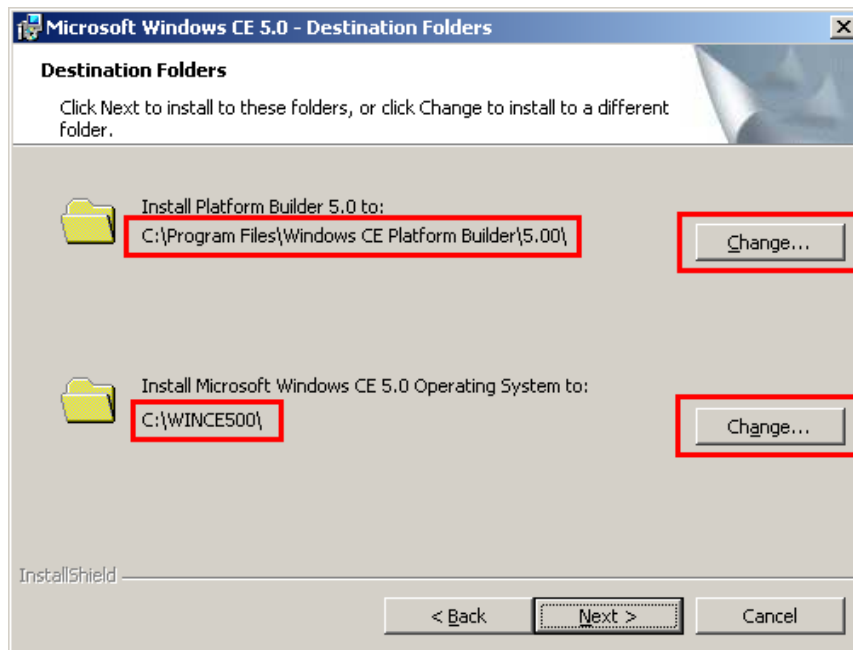 Microsoft Windows CE 5.0 - Destination Folders
Destination Folders
Click Next to install to these folders, or click Change to install to a different
folder.
Install Platform Builder 5.0 to:
C:\Program Files\Windows CE Platform Builder\5.00\
Change...
Install Microsoft Windows CE 5.0 Operating System to:
C:\WINCE500\
Change...
InstallShield
< Back Next > Cancel